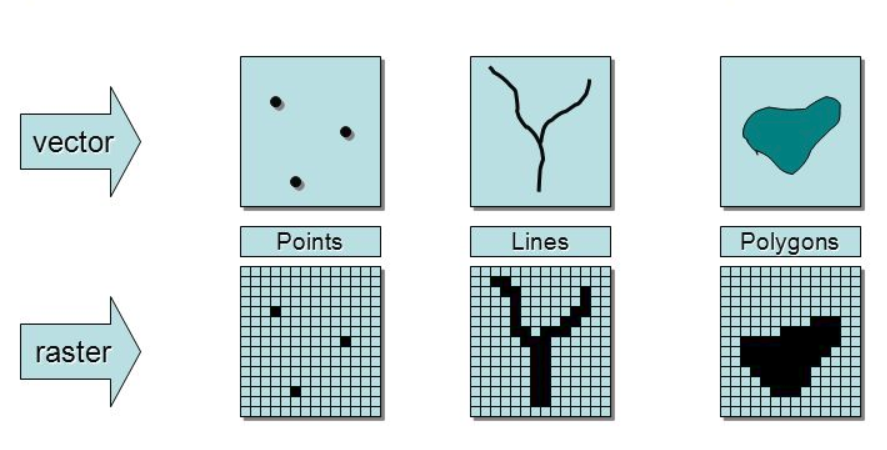 vector
Points
Lines
Polygons
raster